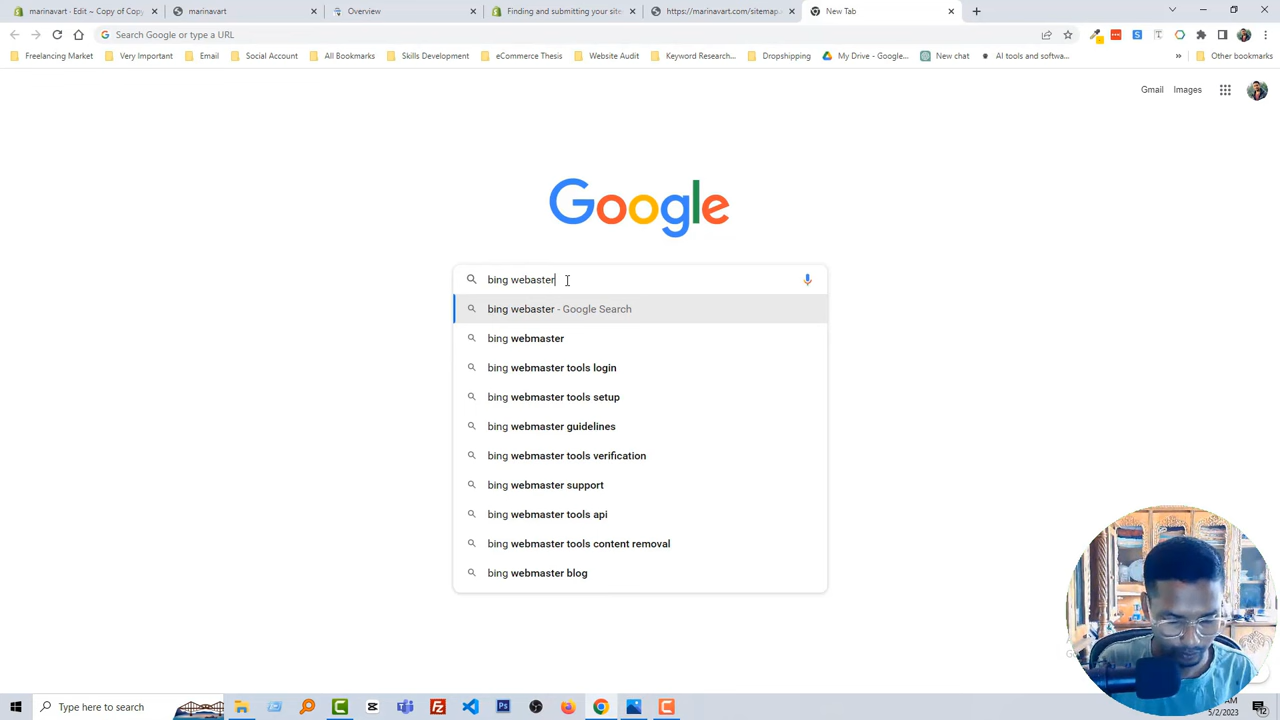 marinavart · Edit ~ Copy of Copy
marinavart
Overview
Finding and submitting your site
https://marinavart.com/sitemap.
New Tab
Search Google or type a URL
Freelancing Market
Very Important
Email
Social Account
All Bookmarks
Skills Development
eCommerce Thesis
Website Audit
Keyword Research...
Dropshipping
My Drive - Google...
New chat
AI tools and softwa...
Other bookmarks
Gmail
Images
Google
bing webaster
bing webaster - Google Search
bing webmaster
bing webmaster tools login
bing webmaster tools setup
bing webmaster guidelines
bing webmaster tools verification
bing webmaster support
bing webmaster tools api
bing webmaster tools content removal
bing webmaster blog
Type here to search
5/2/2023